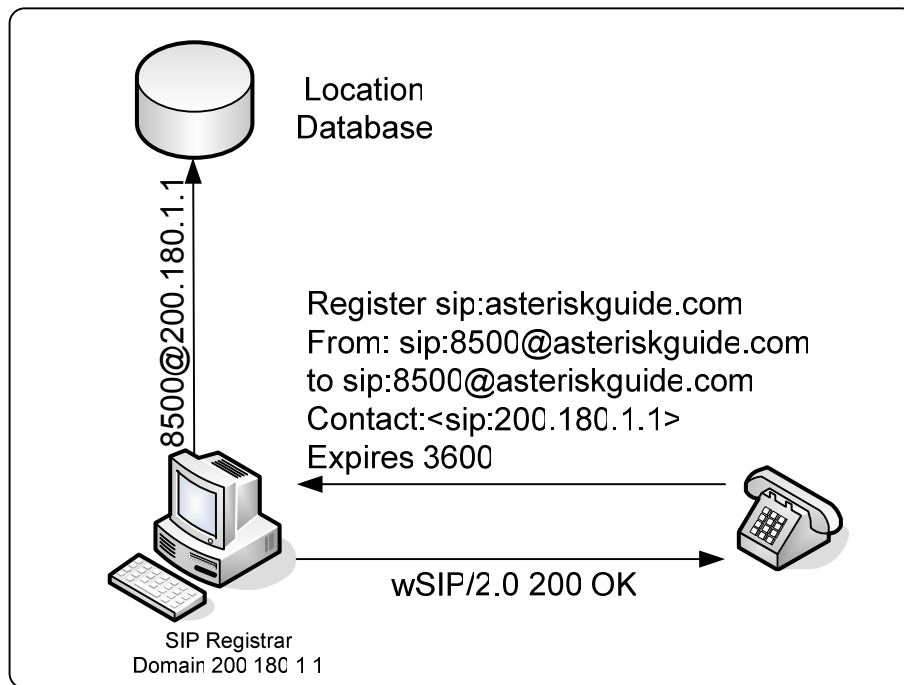 Location
Database
8500@200.180.1.1
Register sip:asteriskguide.com
From: sip:8500@asteriskguide.com
to sip:8500@asteriskguide.com
Contact:<sip:200.180.1.1>
Expires 3600
wSIP/2.0 200 OK
SIP Registrar
Domain 200 180 1 1